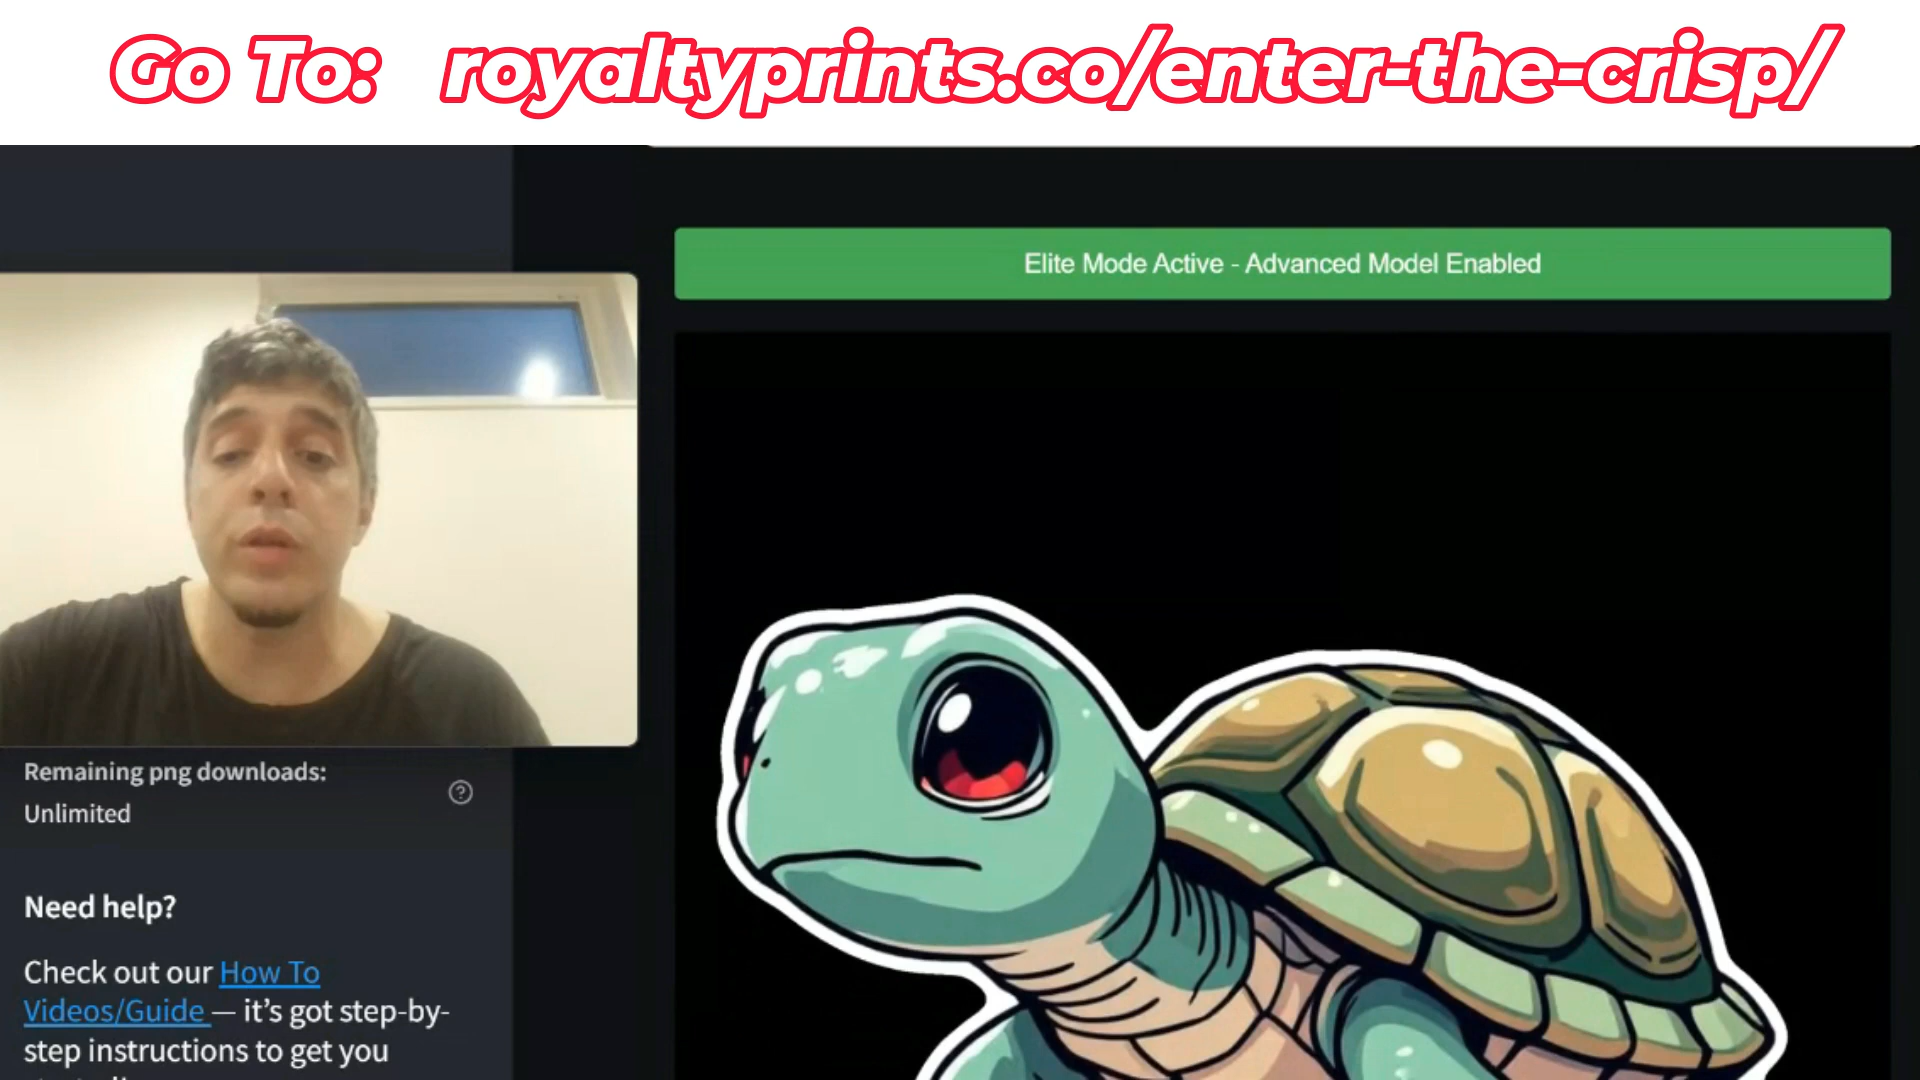 Go To: royaltyprints.co/enter-the-crisp/
Elite Mode Active - Advanced Model Enabled
Remaining png downloads:
Unlimited
Need help?
Check out our How To
Videos/Guide — it’s got step-by-
step instructions to get you